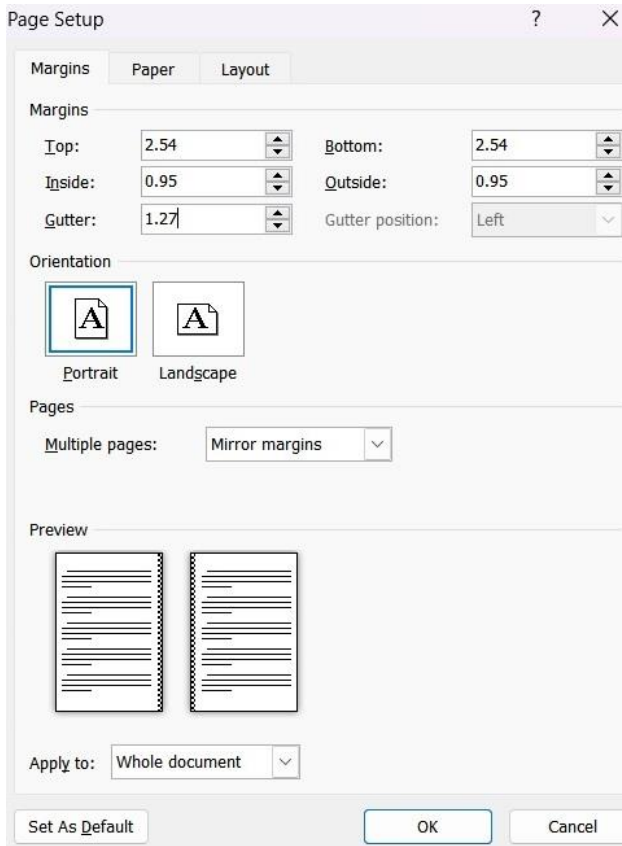 Page Setup ? ×
Margins Paper Layout
Margins
Top: 2.54 Bottom: 2.54
Inside: 0.95 Outside: 0.95
Gutter: 1.27 Gutter position: Left
Orientation
A A
Portrait Landscape
Pages
Multiple pages: Mirror margins
Preview
Apply to: Whole document
Set As Default OK Cancel